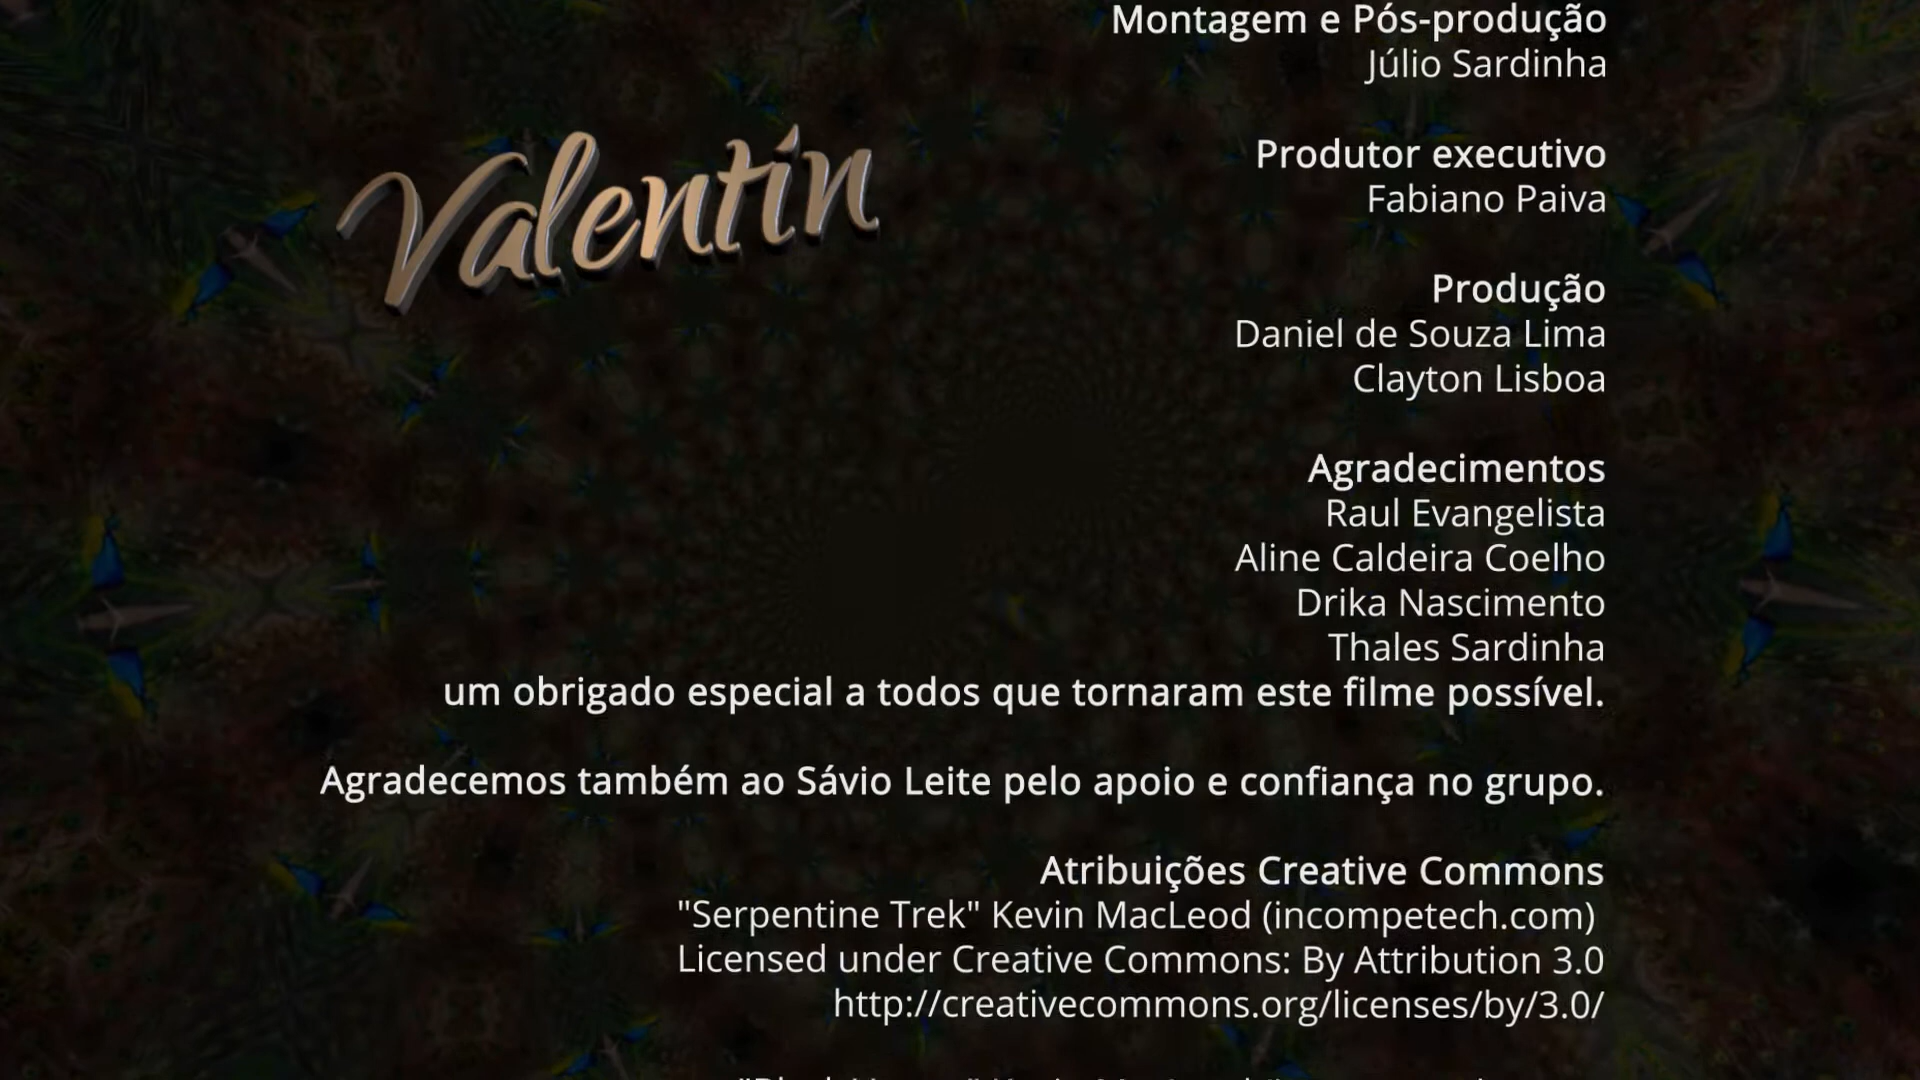 Montagem e Pós-produção
Júlio Sardinha
Valentin
Produtor executivo
Fabiano Paiva
Produção
Daniel de Souza Lima
Clayton Lisboa
Agradecimentos
Raul Evangelista
Aline Caldeira Coelho
Drika Nascimento
Thales Sardinha
um obrigado especial a todos que tornaram este filme possível.
Agradecemos também ao Sávio Leite pelo apoio e confiança no grupo.
Atribuições Creative Commons
"Serpentine Trek" Kevin MacLeod (incompetech.com)
Licensed under Creative Commons: By Attribution 3.0
http://creativecommons.org/licenses/by/3.0/